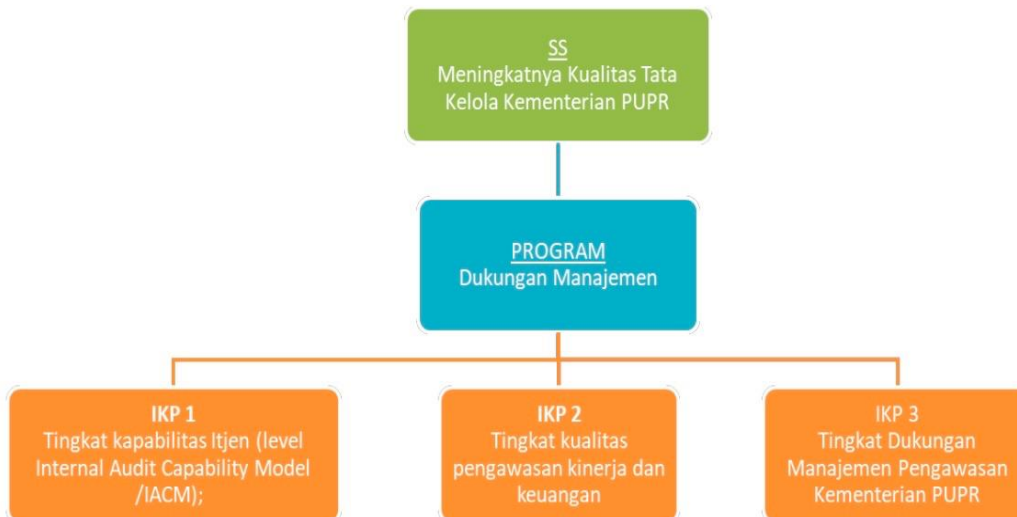 SS
Meningkatnya Kualitas Tata
Kelola Kementerian PUPR
PROGRAM
Dukungan Manajemen
IKP 1
Tingkat kapabilitas Itjen (level
Internal Audit Capability Model
/IACM);
IKP 2
Tingkat kualitas
pengawasan kinerja dan
keuangan
IKP 3
Tingkat Dukungan
Manajemen Pengawasan
Kementerian PUPR